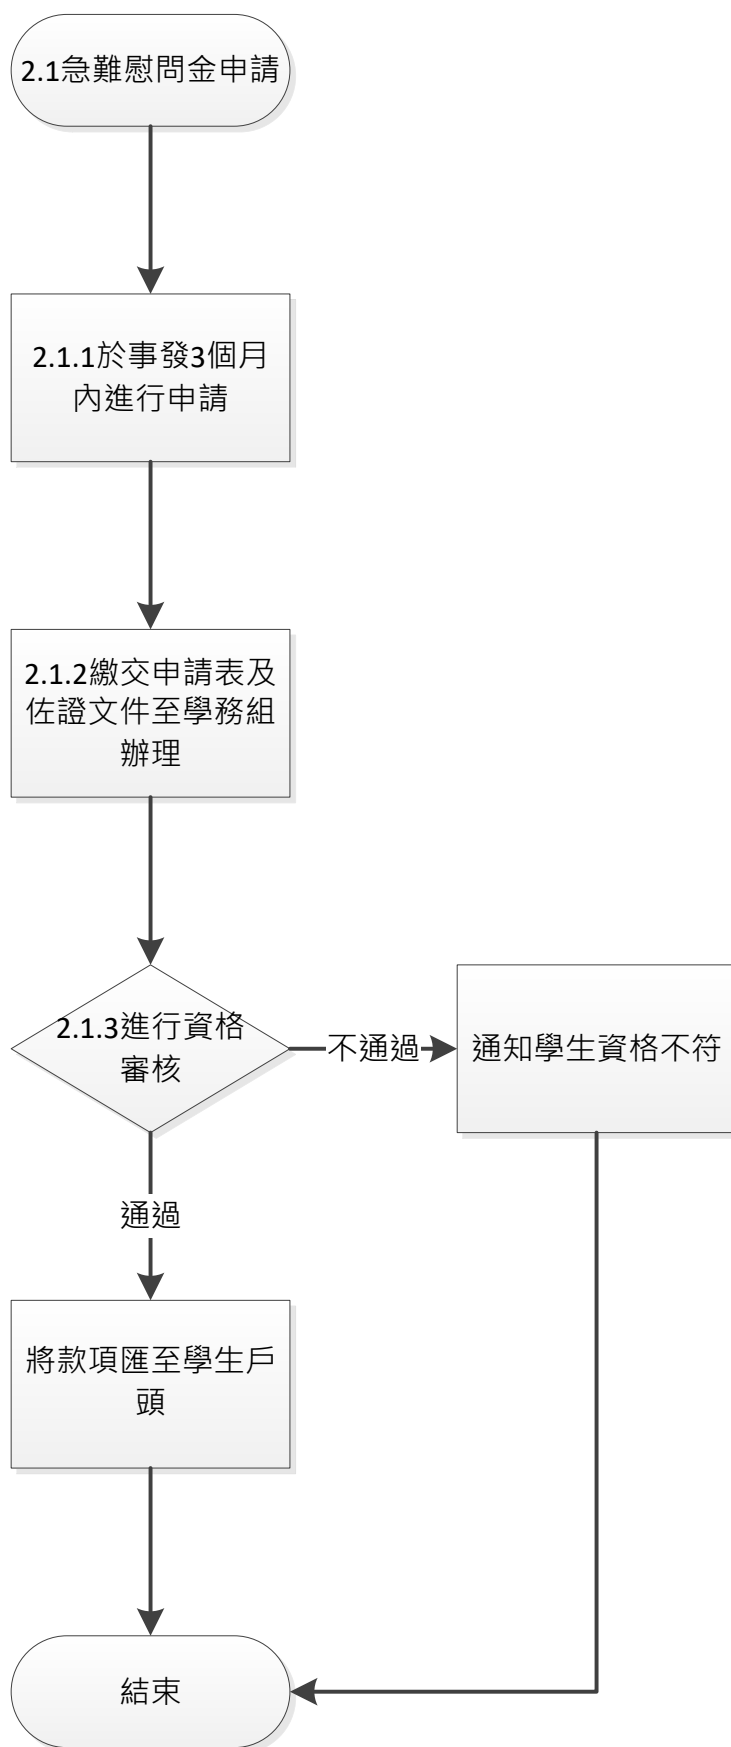 2.1急難慰問金申請
2.1.1於事發3個月
內進行申請
2.1.2繳交申請表及
佐證文件至學務組
辦理
2.1.3進行資格
審核
不通過
通知學生資格不符
通過
將款項匯至學生戶
頭
結束